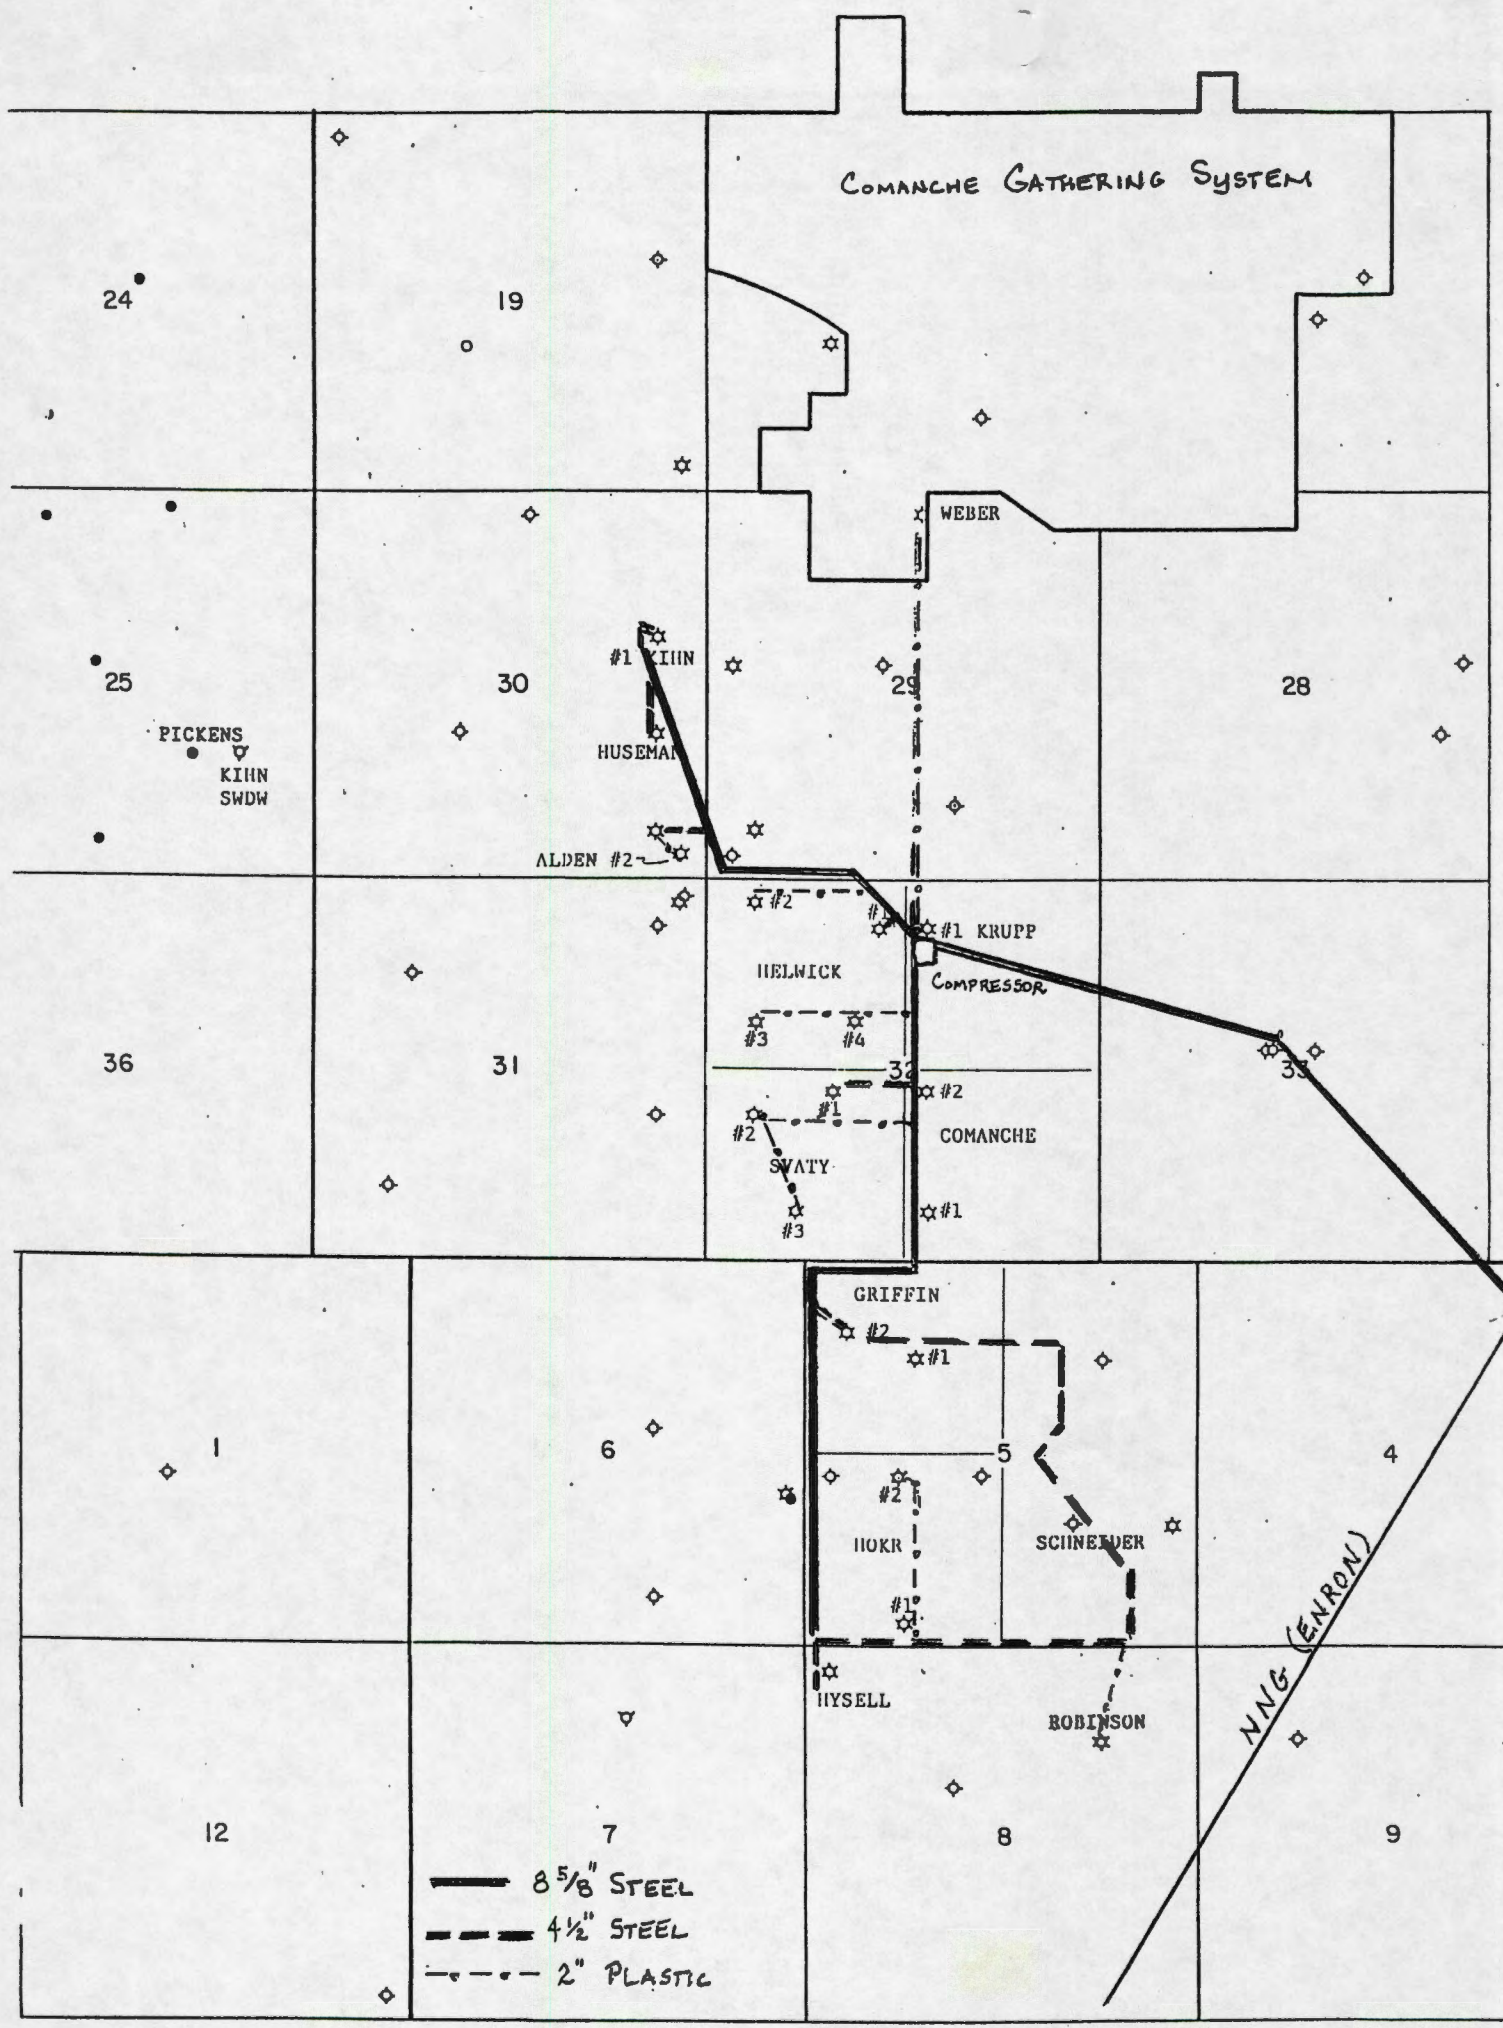 COMANCHE GATHERING SYSTEM
24
19
WEBER
#1 KIHN
25
30
29
28
PICKENS
HUSEMAN
KIHN
SWDW
ALDEN #2
#2
#1
#1 KRUPP
HELWICK
COMPRESSOR
#3
#4
36
31
32
33
#1
#2
#2
COMANCHE
SVATY
#3
#1
GRIFFIN
#2
#1
1
6
5
4
#2
HOKR
SCHNEIDER
#1
NNG (ENRON)
HYSELL
ROBINSON
12
7
8
9
8 5/8" STEEL
4 1/2" STEEL
2" PLASTIC